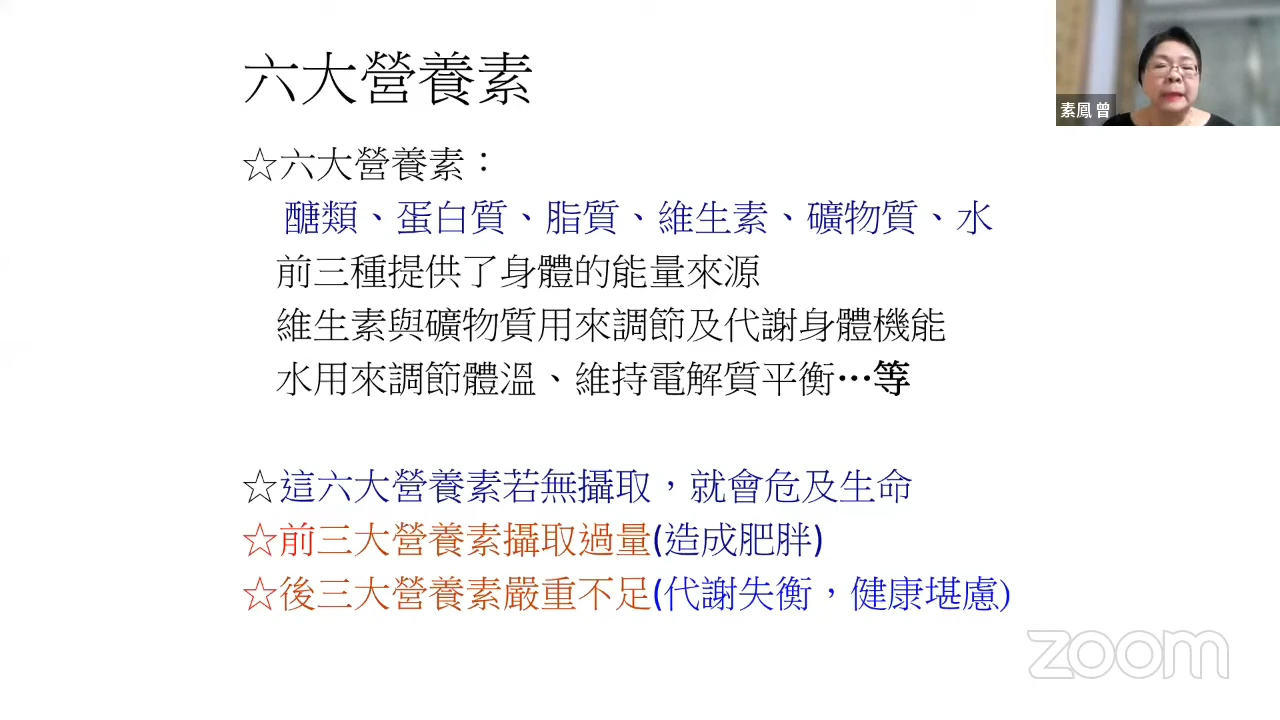 六大營養素
素鳳 曾
☆六大營養素：
醣類、蛋白質、脂質、維生素、礦物質、水
前三種提供了身體的能量來源
維生素與礦物質用來調節及代謝身體機能
水用來調節體溫、維持電解質平衡…等
☆這六大營養素若無攝取，就會危及生命
☆前三大營養素攝取過量(造成肥胖)
☆後三大營養素嚴重不足(代謝失衡，健康堪慮)
zoom